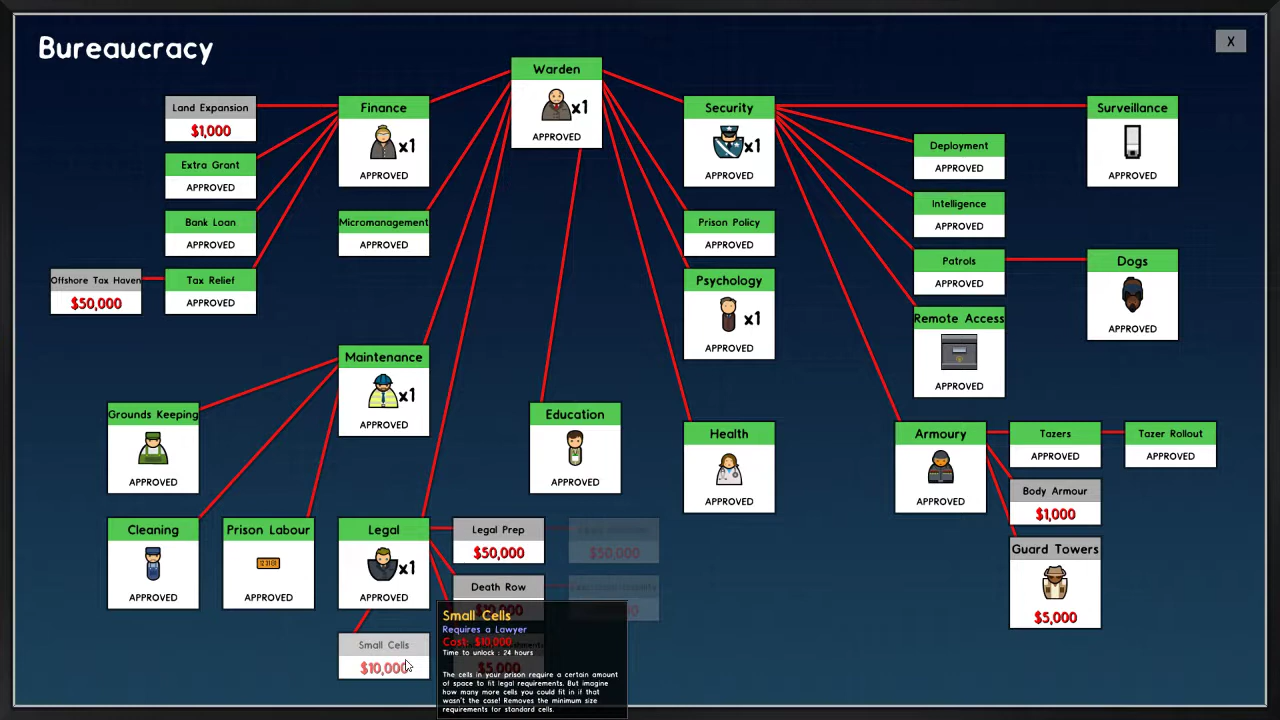 Bureaucracy
X
Warden
x1
APPROVED
Land Expansion
$1,000
Finance
x1
APPROVED
Security
x1
APPROVED
Surveillance
APPROVED
Extra Grant
APPROVED
Deployment
APPROVED
Bank Loan
APPROVED
Micromanagement
APPROVED
Prison Policy
APPROVED
Intelligence
APPROVED
Offshore Tax Haven
$50,000
Tax Relief
APPROVED
Psychology
x1
APPROVED
Patrols
APPROVED
Dogs
APPROVED
Remote Access
APPROVED
Maintenance
x1
APPROVED
Grounds Keeping
APPROVED
Education
APPROVED
Health
APPROVED
Armoury
APPROVED
Tazers
APPROVED
Tazer Rollout
APPROVED
Body Armour
$1,000
Guard Towers
$5,000
Cleaning
APPROVED
Prison Labour
APPROVED
Legal
x1
APPROVED
Legal Prep
$50,000
$50,000
Death Row
$10,000
Small Cells
$10,000
$5,000
Small Cells
Requires a Lawyer
Cost: $10,000
Time to unlock : 24 hours
The cells in your prison require a certain amount
of space to fit legal requirements. But imagine
how many more cells you could fit in if that
wasn't the case! Removes the minimum size
requirements for standard cells.